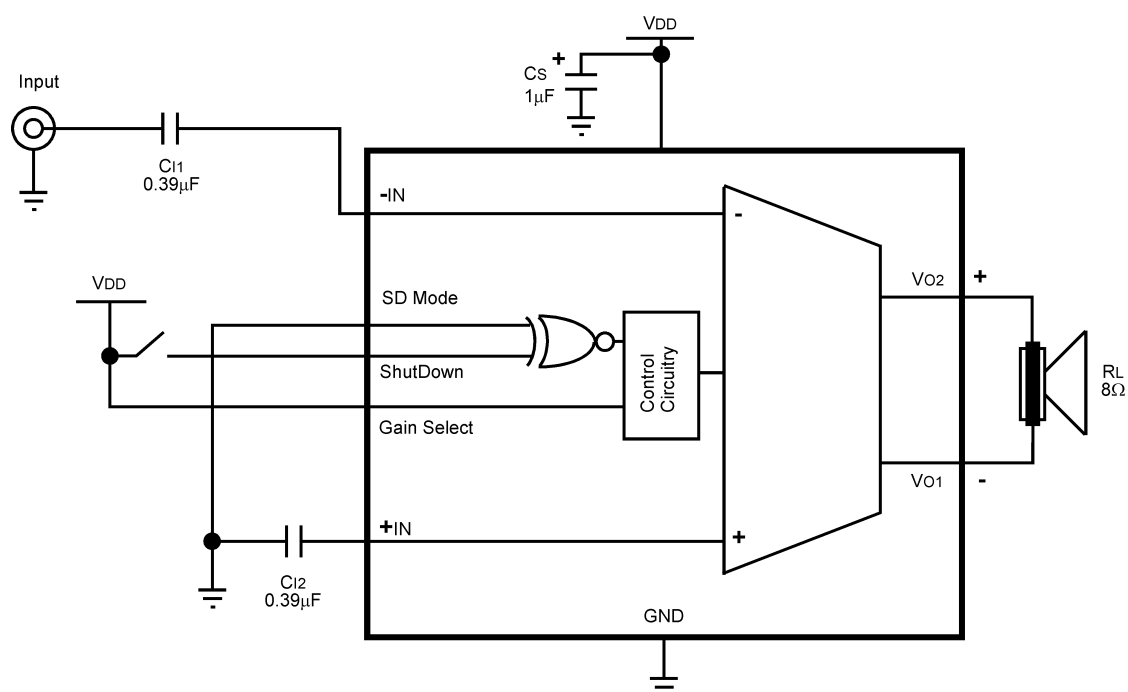 VDD
+
CS
1μF
Input
CI1
0.39μF
-IN
-
VDD
SD Mode
ShutDown
Gain Select
Control
Circuitry
VO2
+
RL
8Ω
VO1
-
+IN
+
CI2
0.39μF
GND